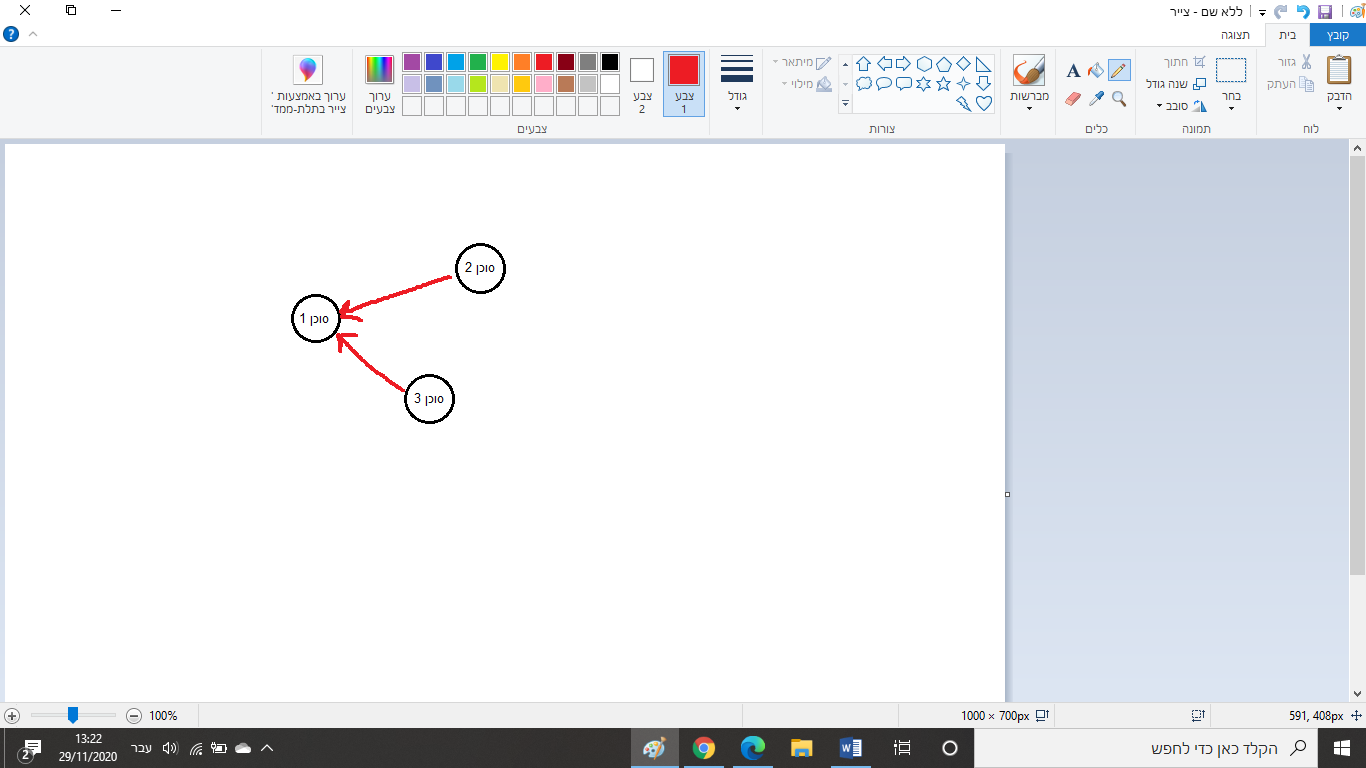 ללא שם - צייר
קובץ
בית
תצוגה
הדבק
גזור
העתק
לוח
בחר
חתוך
שנה גודל
סובב
תמונה
A
כלים
מברשות
מיתאר
מילוי
צורות
גודל
צבע 1
צבע 2
ערוך צבעים
צבעים
ערוך באמצעות '
צייר בתלת-ממד'
סוכן 2
סוכן 1
סוכן 3
591, 408px
1000 × 700px
100%
הקלד כאן כדי לחפש
עבר
13:22
29/11/2020
2